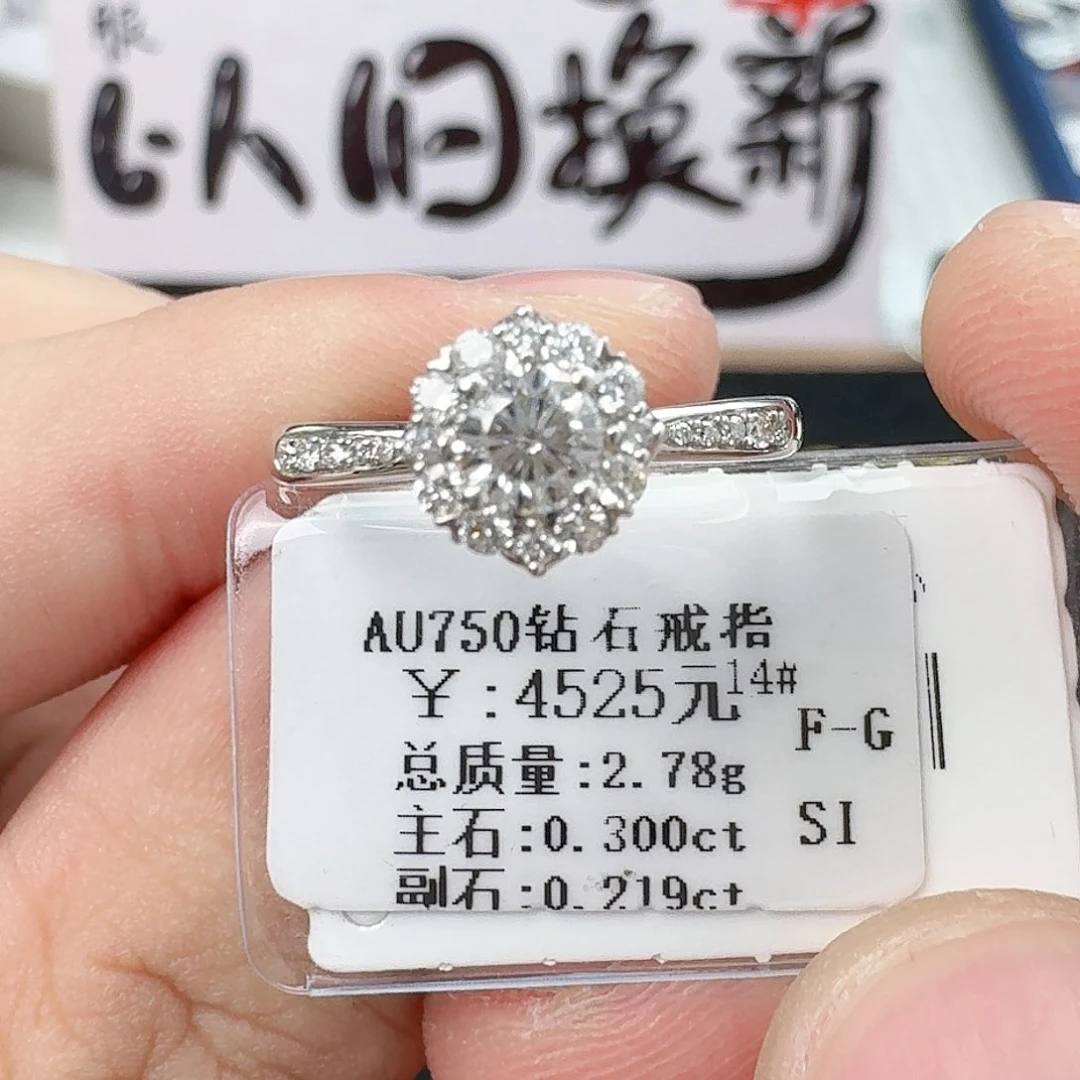 以旧换新
AU750钻石戒指
￥:4525元14#
F-G
总质量:2.78g
主石:0.300ct
SI
副石:0.219ct